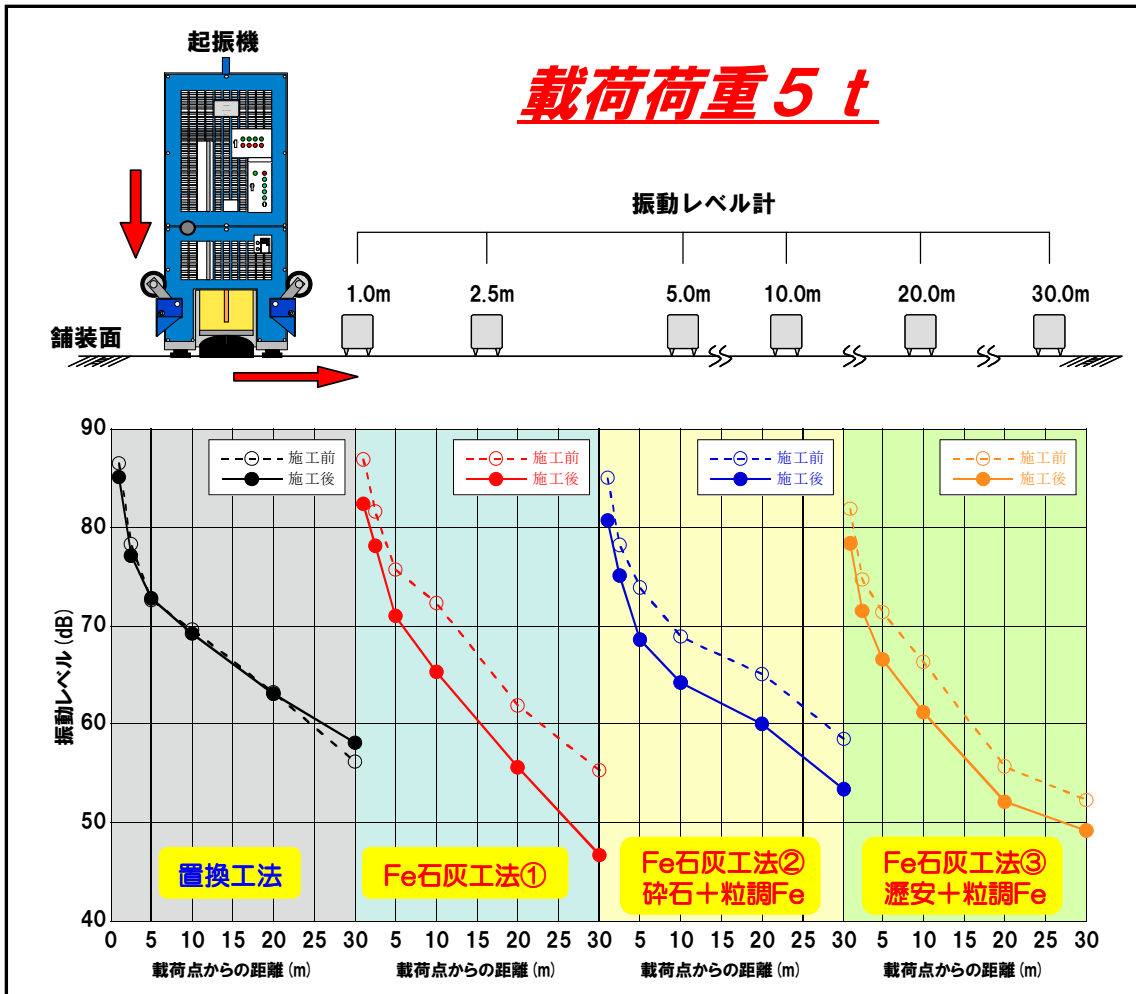 起振機
載荷荷重5t
振動レベル計
1.0m 2.5m 5.0m 10.0m 20.0m 30.0m
舗装面
振動レベル(dB)
90
80
70
60
50
40
施工前
施工後
施工前
施工後
施工前
施工後
施工前
施工後
置換工法
Fe石灰工法①
Fe石灰工法②
砕石+粒調Fe
Fe石灰工法③
瀝安+粒調Fe
0 5 10 15 20 30 5 10 15 20 30 5 10 15 20 30 5 10 15 20 30
載荷点からの距離(m) 載荷点からの距離(m) 載荷点からの距離(m) 載荷点からの距離(m)